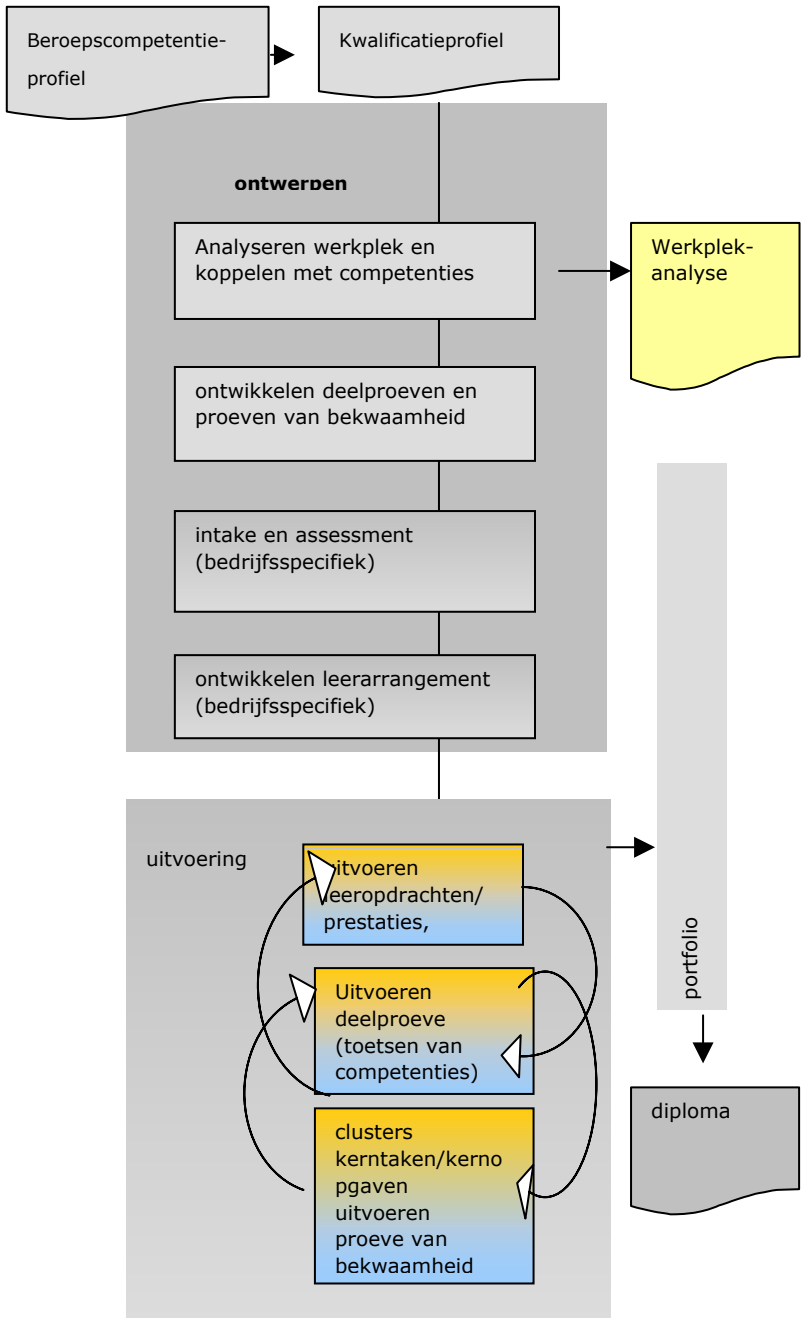 Beroepscompetentie-
profiel
Kwalificatieprofiel
ontwerpen
Analyseren werkplek en
koppelen met competenties
Werkplek-
analyse
ontwikkelen deelproeven en
proeven van bekwaamheid
intake en assessment
(bedrijfsspecifiek)
ontwikkelen leerarrangement
(bedrijfsspecifiek)
uitvoering
uitvoeren
leeropdrachten/
prestaties,
Uitvoeren
deelproeve
(toetsen van
competenties)
clusters
kerntaken/kerno
pgaven
uitvoeren
proeve van
bekwaamheid
portfolio
diploma